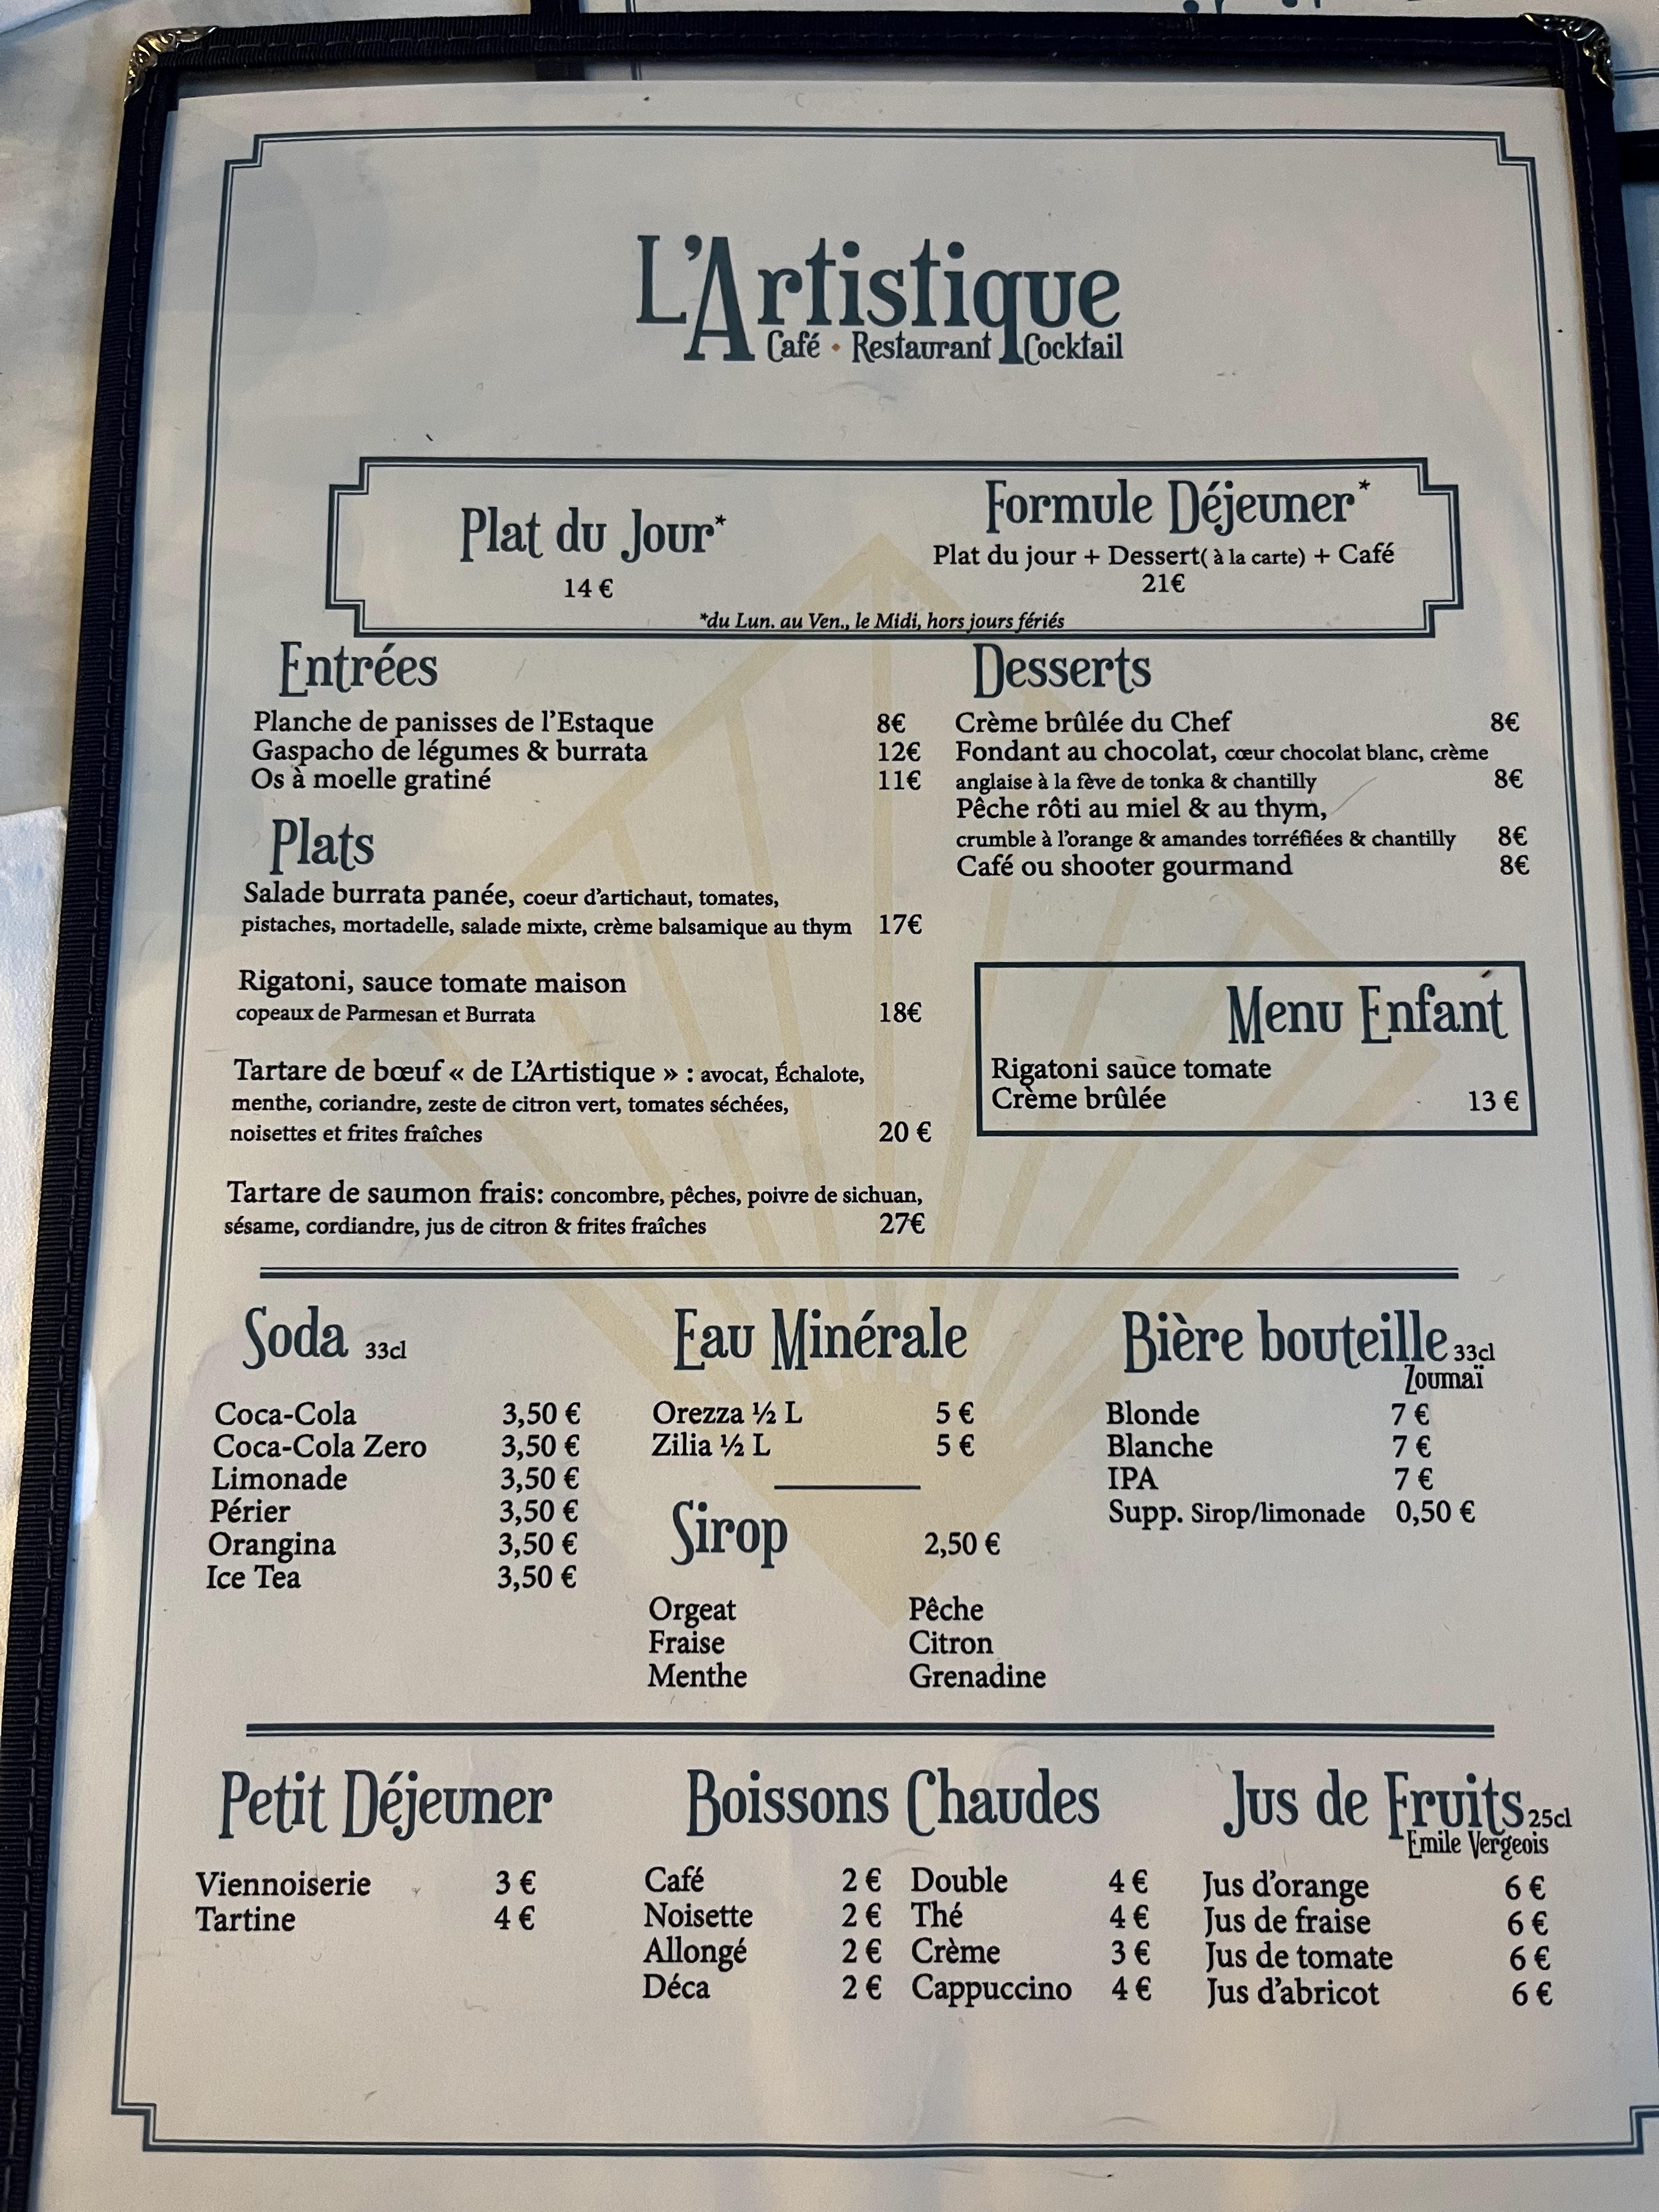 L'Artistique
Café • Restaurant Cocktail
Plat du Jour*
14 €
Formule Déjeuner*
Plat du jour + Dessert( à la carte) + Café
21€
*du Lun. au Ven., le Midi, hors jours fériés
Entrées
Planche de panisses de l'Estaque 8€
Gaspacho de légumes & burrata 12€
Os à moelle gratiné 11€
Plats
Salade burrata panée, coeur d'artichaut, tomates,
pistaches, mortadelle, salade mixte, crème balsamique au thym 17€
Rigatoni, sauce tomate maison
copeaux de Parmesan et Burrata 18€
Tartare de bœuf « de L'Artistique » : avocat, Échalote,
menthe, coriandre, zeste de citron vert, tomates séchées,
noisettes et frites fraîches 20 €
Tartare de saumon frais: concombre, pêches, poivre de sichuan,
sésame, cordiandre, jus de citron & frites fraîches 27€
Desserts
Crème brûlée du Chef 8€
Fondant au chocolat, cœur chocolat blanc, crème
anglaise à la fève de tonka & chantilly 8€
Pêche rôti au miel & au thym,
crumble à l'orange & amandes torréfiées & chantilly 8€
Café ou shooter gourmand 8€
Menu Enfant
Rigatoni sauce tomate
Crème brûlée 13 €
Soda 33cl
Coca-Cola 3,50 €
Coca-Cola Zero 3,50 €
Limonade 3,50 €
Périer 3,50 €
Orangina 3,50 €
Ice Tea 3,50 €
Eau Minérale
Orezza ½ L 5 €
Zilia ½ L 5 €
Sirop 2,50 €
Orgeat Pêche
Fraise Citron
Menthe Grenadine
Bière bouteille 33cl
Zoumaï
Blonde 7 €
Blanche 7 €
IPA 7 €
Supp. Sirop/limonade 0,50 €
Petit Déjeuner
Viennoiserie 3 €
Tartine 4 €
Boissons Chaudes
Café 2 € Double 4 €
Noisette 2 € Thé 4 €
Allongé 2 € Crème 3 €
Déca 2 € Cappuccino 4 €
Jus de Fruits 25cl
Emile Vergeois
Jus d'orange 6 €
Jus de fraise 6 €
Jus de tomate 6 €
Jus d'abricot 6 €